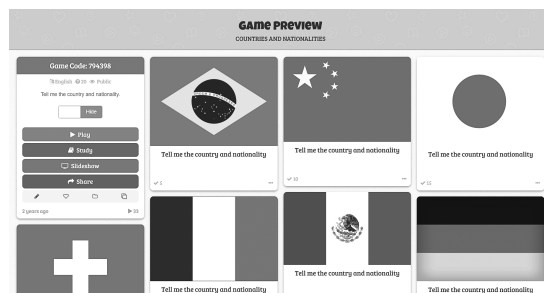 GAME PREVIEW
COUNTRIES AND NATIONALITIES
Game Code: 794398
English
Public
Tell me the country and nationality.
Hide
Play
Study
Slideshow
Share
2 years ago
Tell me the country and nationality
Tell me the country and nationality
Tell me the country and nationality
15
Tell me the country and nationality
Tell me the country and nationality
Tell me the country and nationality